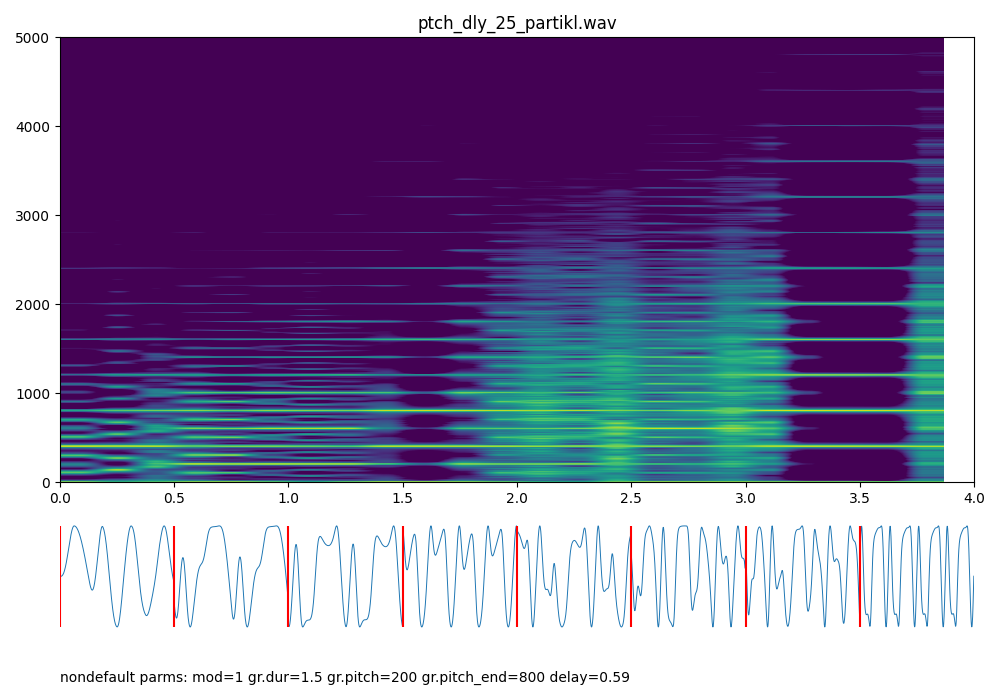 ptch_dly_25_partikl.wav
5000
4000
3000
2000
1000
0
0.0 0.5 1.0 1.5 2.0 2.5 3.0 3.5 4.0
nondefault parms: mod=1 gr.dur=1.5 gr.pitch=200 gr.pitch_end=800 delay=0.59